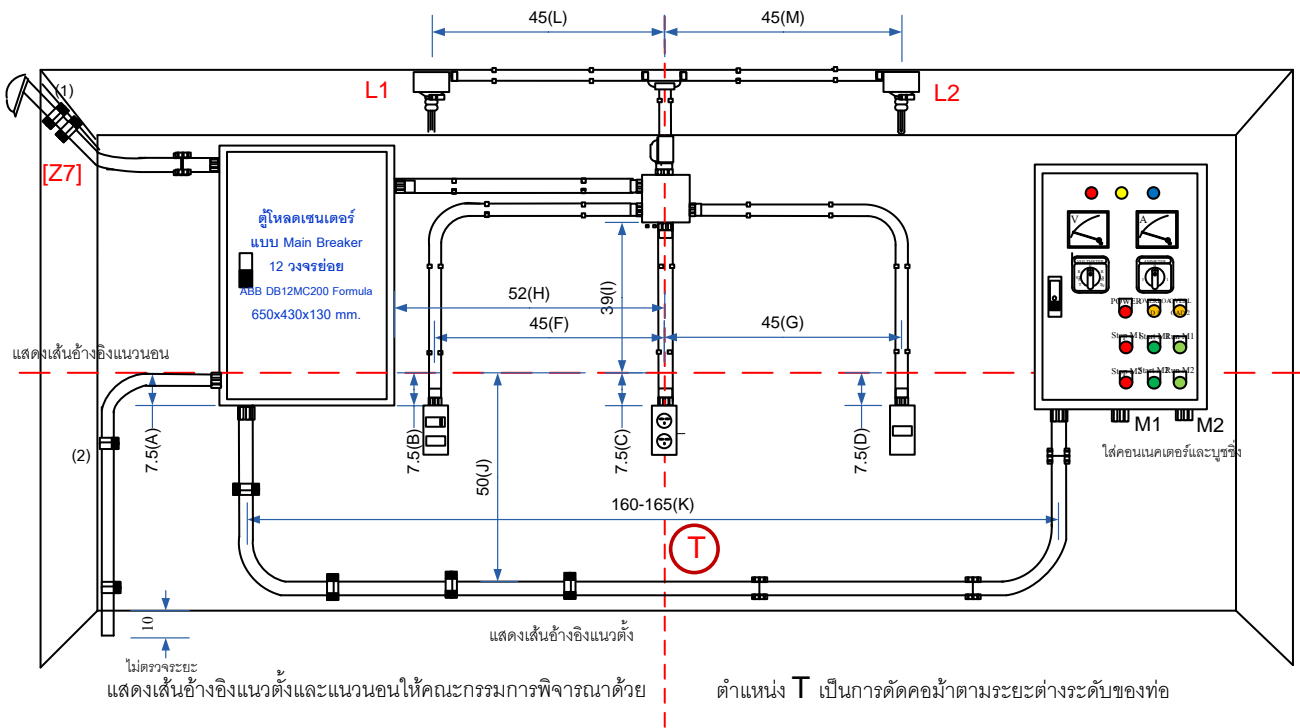 45(L)
45(M)
L1
L2
(1)
[Z7]
ตู้โหลดเซนเตอร์
แบบ Main Breaker
12 วงจรย่อย
ABB DB12MC200 Formula
650x430x130 mm.
V
A
52(H)
39(I)
45(F)
45(G)
POWER
Stop M1
Start M1
Run M1
Stop M2
Start M2
Run M2
แสดงเส้นอ้างอิงแนวนอน
7.5(A)
7.5(B)
7.5(C)
7.5(D)
M1
M2
ใส่คอนเนคเตอร์และบูชชิ่ง
(2)
50(J)
160-165(K)
T
10
ไม่ตรวจระยะ
แสดงเส้นอ้างอิงแนวตั้ง
แสดงเส้นอ้างอิงแนวตั้งและแนวนอนให้คณะกรรมการพิจารณาด้วย
ตำแหน่ง T เป็นการดัดคอม้าตามระยะต่างระดับของท่อ